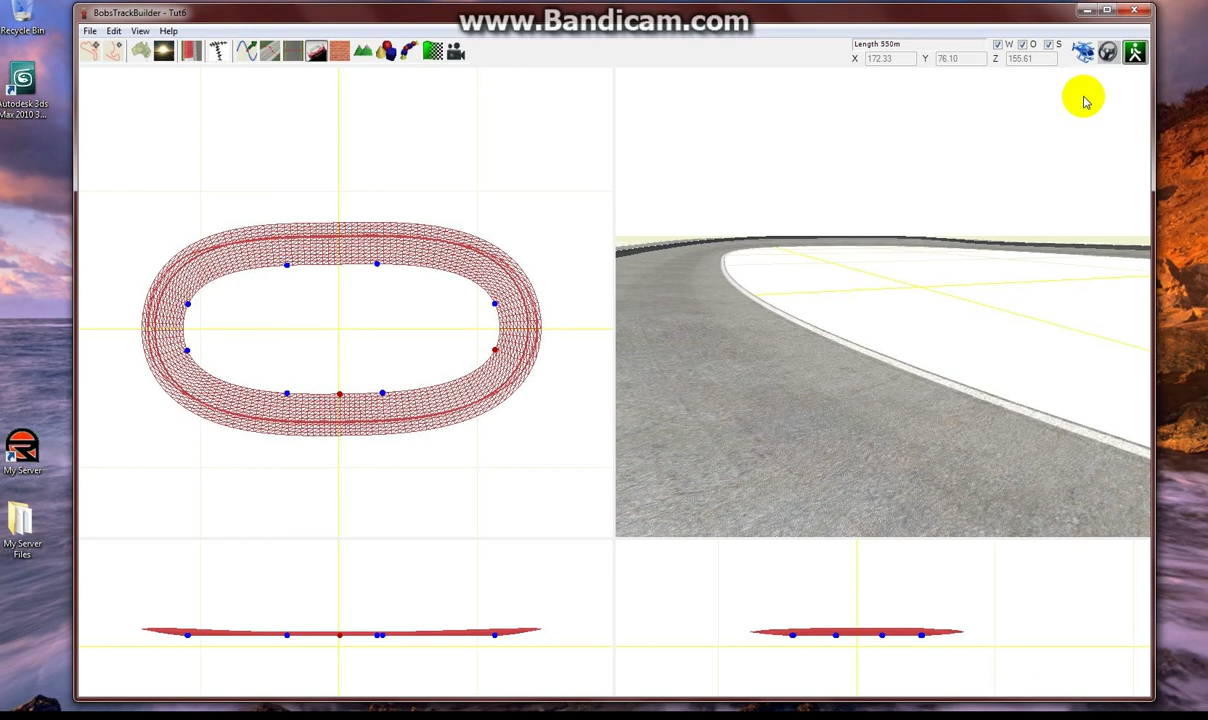 www.Bandicam.com
BobsTrackBuilder - Tut6
File Edit View Help
Length 550m
W O S
X 172.33 Y 76.10 Z 155.61
Recycle Bin
Autodesk 3ds
Max 2010 3...
My Server
My Server
Files